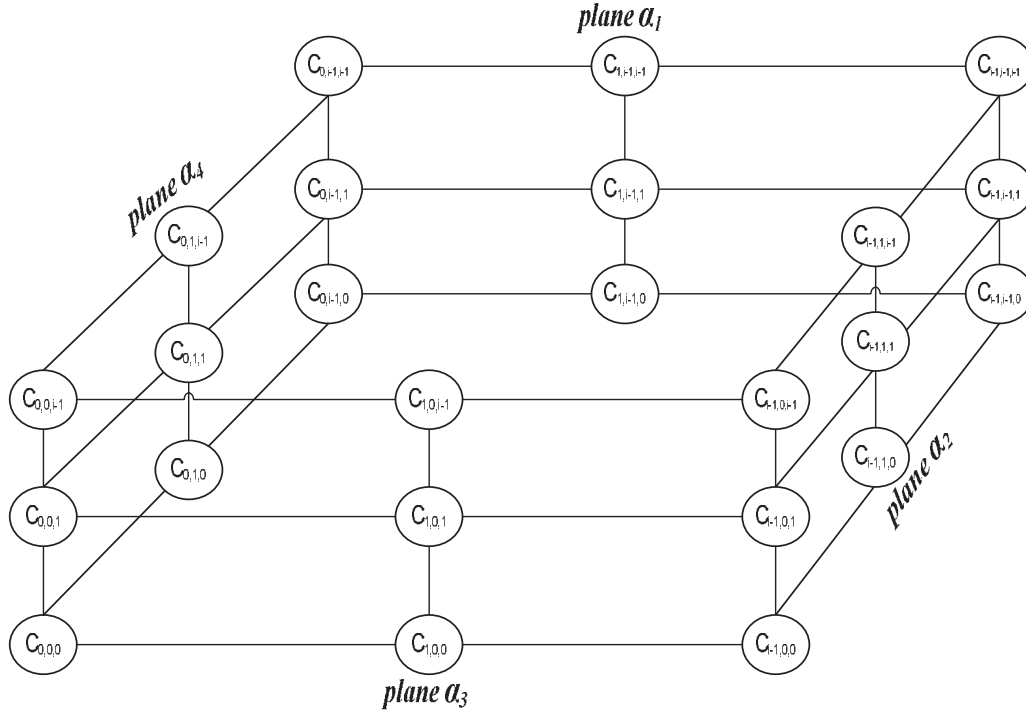 plane α₁
C₀,ᵢ₋₁,ᵢ₋₁ C₁,ᵢ₋₁,ᵢ₋₁ Cᵢ₋₁,ᵢ₋₁,ᵢ₋₁
plane α₄
C₀,ᵢ₋₁,₁ C₁,ᵢ₋₁,₁ Cᵢ₋₁,ᵢ₋₁,₁
C₀,₁,ᵢ₋₁ Cᵢ₋₁,₁,ᵢ₋₁
C₀,ᵢ₋₁,₀ C₁,ᵢ₋₁,₀ Cᵢ₋₁,ᵢ₋₁,₀
C₀,₁,₁ Cᵢ₋₁,₁,₁
C₀,₀,ᵢ₋₁ C₁,₀,ᵢ₋₁ Cᵢ₋₁,₀,ᵢ₋₁
C₀,₁,₀ Cᵢ₋₁,₁,₀
plane α₂
C₀,₀,₁ C₁,₀,₁ Cᵢ₋₁,₀,₁
C₀,₀,₀ C₁,₀,₀ Cᵢ₋₁,₀,₀
plane α₃